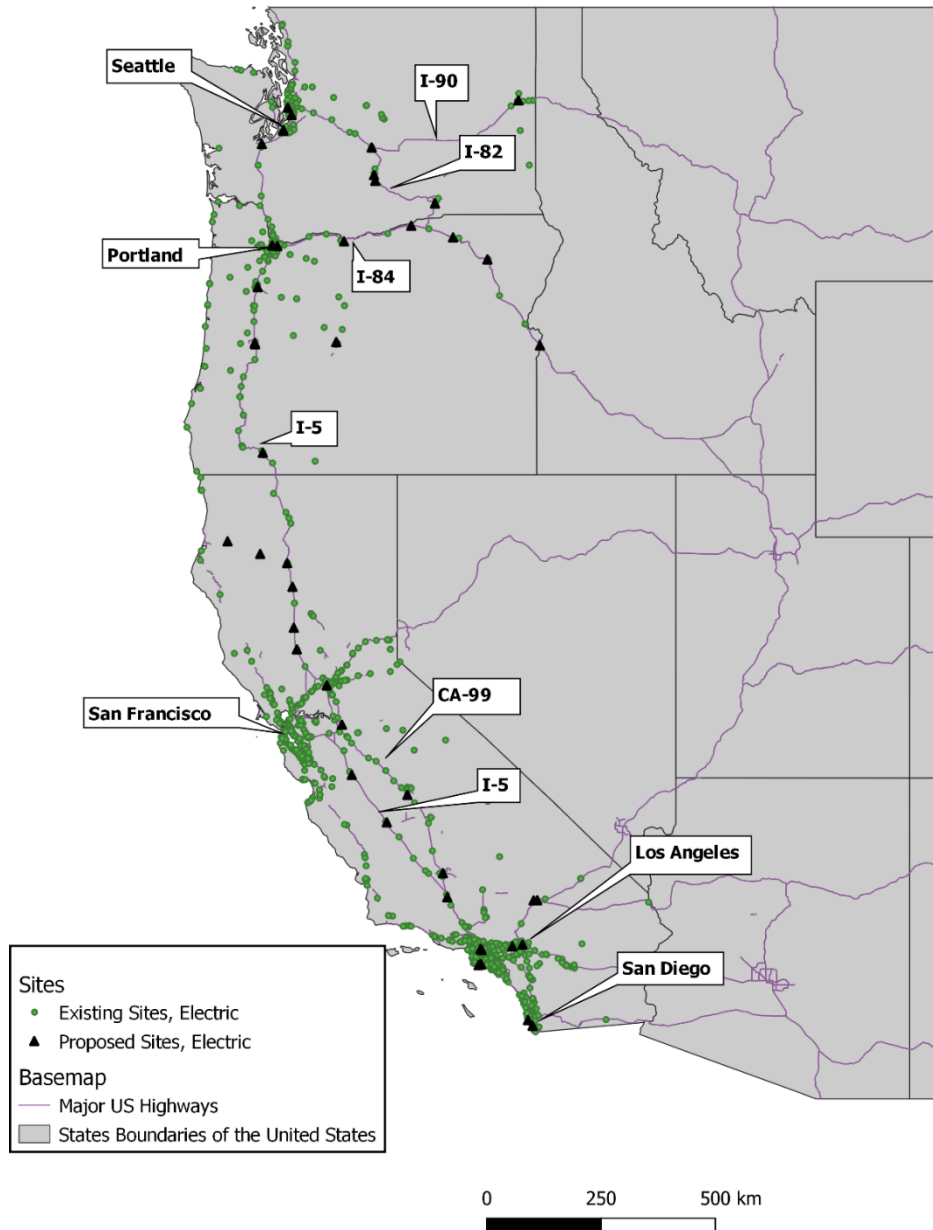 Seattle
I-90
I-82
Portland
I-84
I-5
CA-99
San Francisco
I-5
Los Angeles
San Diego
Sites
Existing Sites, Electric
Proposed Sites, Electric
Basemap
Major US Highways
States Boundaries of the United States
0 250 500 km